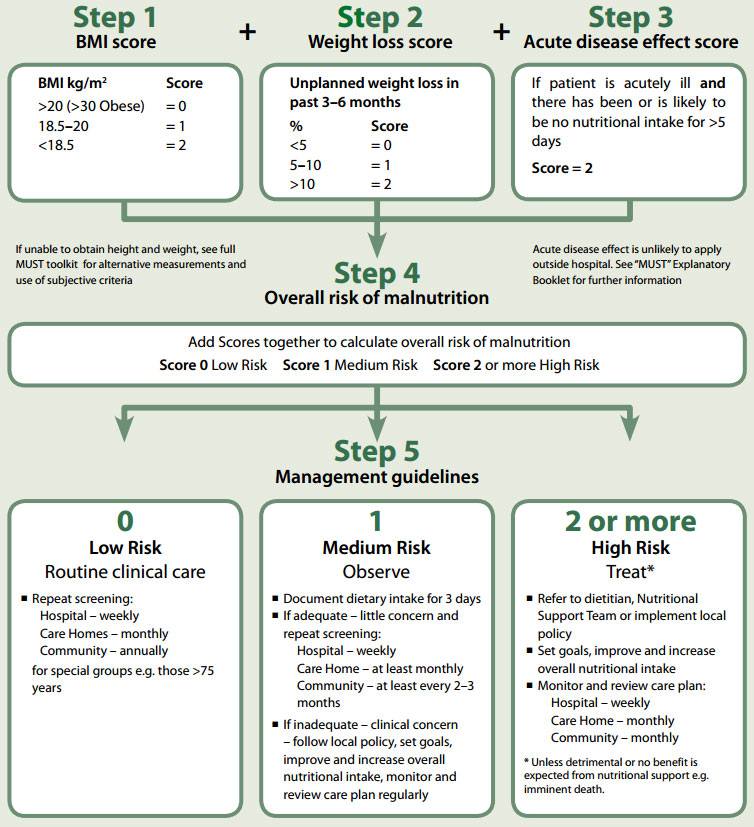 Step 1
BMI score
+
Step 2
Weight loss score
+
Step 3
Acute disease effect score
BMI kg/m² Score
>20 (>30 Obese) = 0
18.5–20 = 1
<18.5 = 2
Unplanned weight loss in
past 3–6 months
% Score
<5 = 0
5–10 = 1
>10 = 2
If patient is acutely ill and
there has been or is likely to
be no nutritional intake for >5
days
Score = 2
If unable to obtain height and weight, see full
MUST toolkit for alternative measurements and
use of subjective criteria
Acute disease effect is unlikely to apply
outside hospital. See “MUST” Explanatory
Booklet for further information
Step 4
Overall risk of malnutrition
Add Scores together to calculate overall risk of malnutrition
Score 0 Low Risk Score 1 Medium Risk Score 2 or more High Risk
Step 5
Management guidelines
0
Low Risk
Routine clinical care
■ Repeat screening:
Hospital – weekly
Care Homes – monthly
Community – annually
for special groups e.g. those >75
years
1
Medium Risk
Observe
■ Document dietary intake for 3 days
■ If adequate – little concern and
repeat screening:
Hospital – weekly
Care Home – at least monthly
Community – at least every 2–3
months
■ If inadequate – clinical concern
– follow local policy, set goals,
improve and increase overall
nutritional intake, monitor and
review care plan regularly
2 or more
High Risk
Treat*
■ Refer to dietitian, Nutritional
Support Team or implement local
policy
■ Set goals, improve and increase
overall nutritional intake
■ Monitor and review care plan:
Hospital – weekly
Care Home – monthly
Community – monthly
* Unless detrimental or no benefit is
expected from nutritional support e.g.
imminent death.